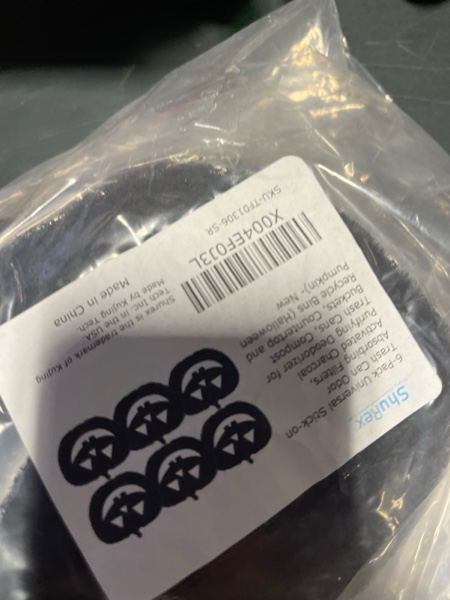 ShuRex
6-Pack Universal Stick-on
Trash Can Filters,
Absorbing Odor
Activated Charcoal
Purifying Deodorizer for
Trash Cans, Compost
Buckets, Countertop and
Recycle Bins (Halloween
Pumpkin): New
X004EF0J3L
SKU-TF01306-SR
Shurex is the trademark of Kujing
Tech Inc. in the USA.
Made by Kujing Tech.
Made in China